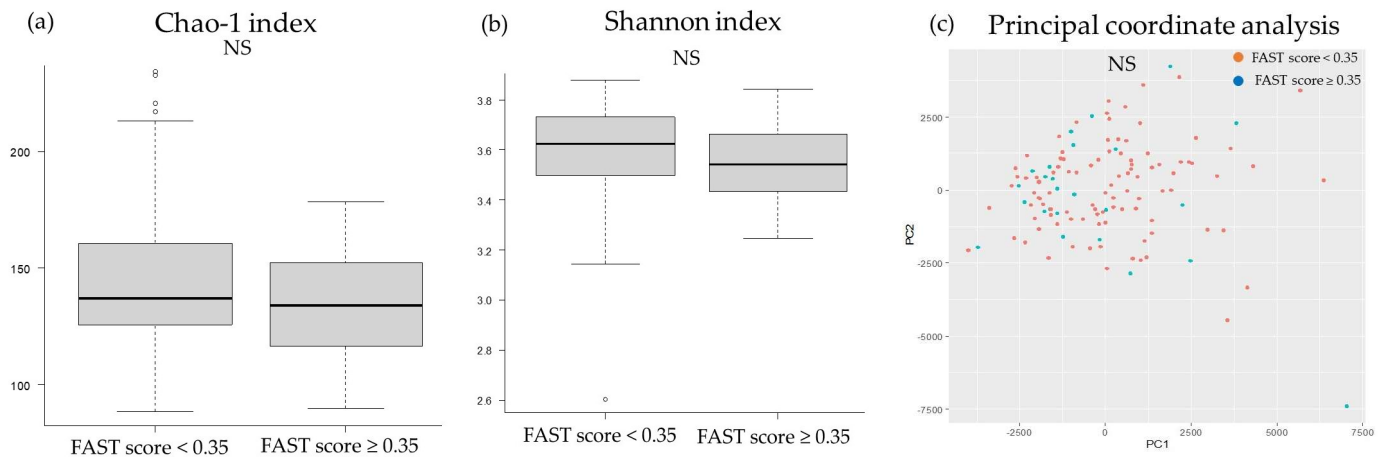 (a)
Chao-1 index
NS
200
150
100
FAST score < 0.35
FAST score ≥ 0.35
(b)
Shannon index
NS
3.8
3.6
3.4
3.2
3.0
2.8
2.6
FAST score < 0.35
FAST score ≥ 0.35
(c)
Principal coordinate analysis
NS
FAST score < 0.35
FAST score ≥ 0.35
PC2
2500
0
-2500
-5000
-7500
-2500 0 2500 5000 7500
PC1